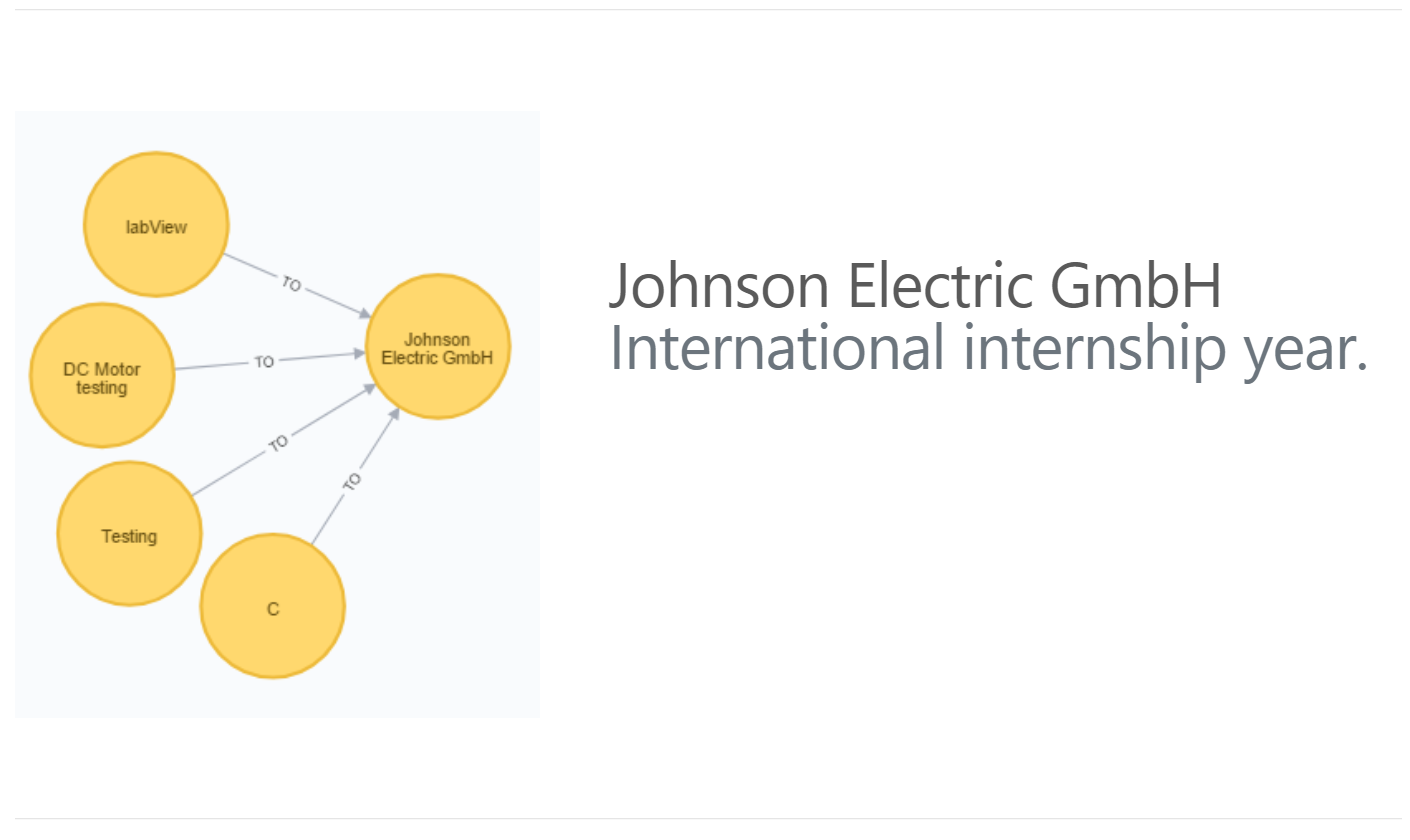 labView
TO
Johnson
Electric GmbH
DC Motor
testing
TO
TO
Testing
TO
C
Johnson Electric GmbH
International internship year.